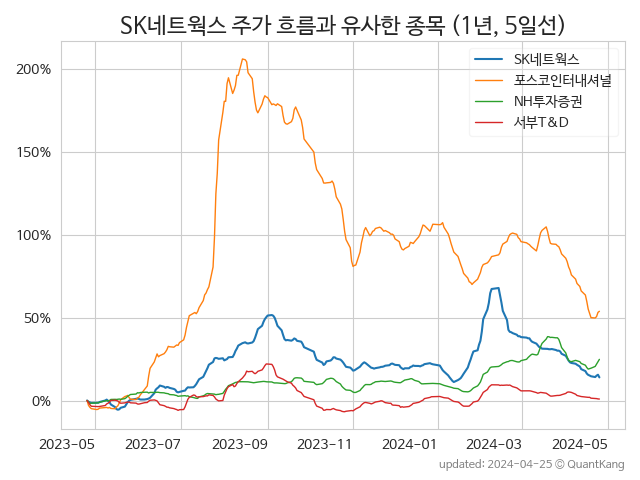 SK네트웍스 주가 흐름과 유사한 종목 (1년, 5일선)
SK네트웍스
포스코인터내셔널
NH투자증권
서부T&D
200%
150%
100%
50%
0%
2023-05 2023-07 2023-09 2023-11 2024-01 2024-03 2024-05
updated: 2024-04-25 © QuantKang